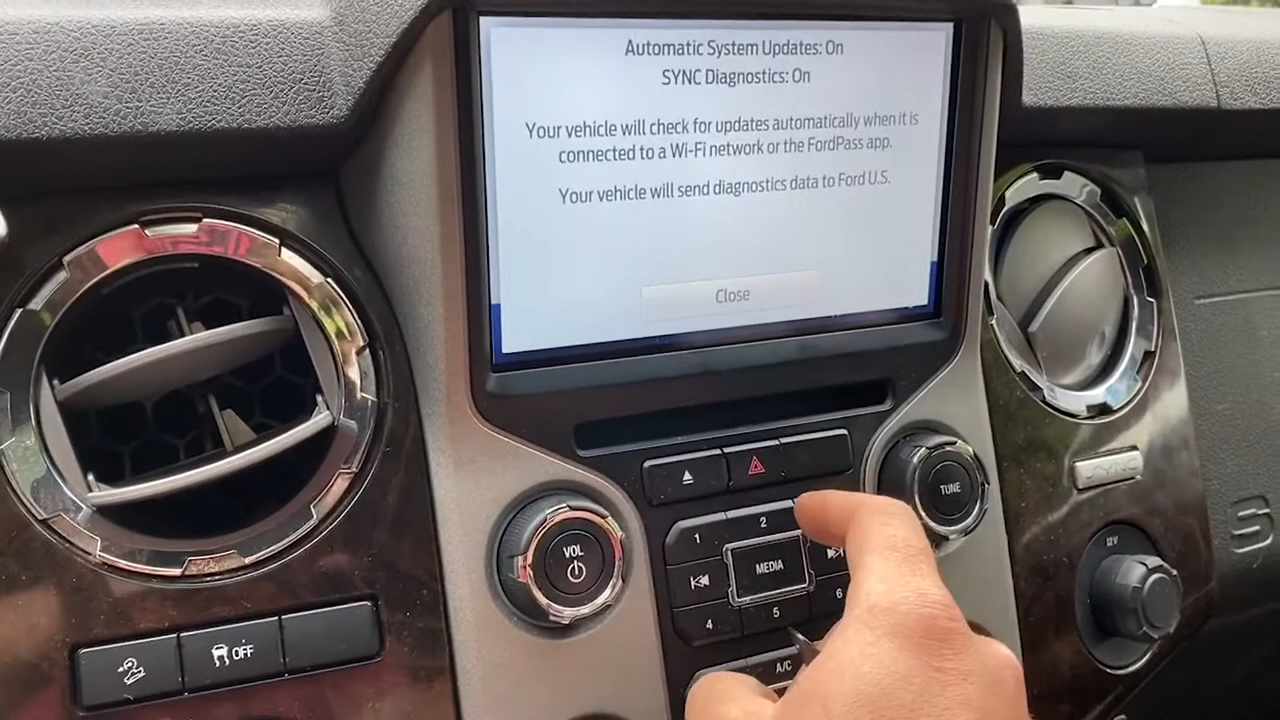 Automatic System Updates: On
SYNC Diagnostics: On
Your vehicle will check for updates automatically when it is
connected to a Wi-Fi network or the FordPass app.
Your vehicle will send diagnostics data to Ford U.S.
Close
TUNE
SYNC
12V
1
2
VOL
MEDIA
4
5
6
OFF
A/C
S